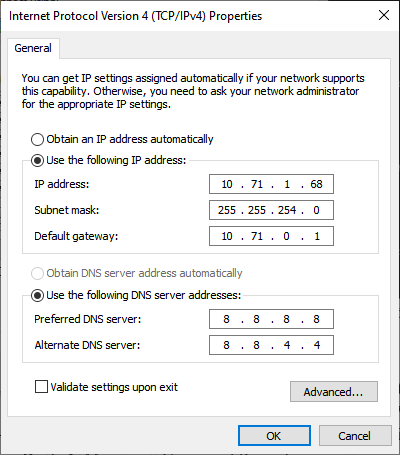 Internet Protocol Version 4 (TCP/IPv4) Properties
General
You can get IP settings assigned automatically if your network supports
this capability. Otherwise, you need to ask your network administrator
for the appropriate IP settings.
Obtain an IP address automatically
Use the following IP address:
IP address: 10 . 71 . 1 . 68
Subnet mask: 255 . 255 . 254 . 0
Default gateway: 10 . 71 . 0 . 1
Obtain DNS server address automatically
Use the following DNS server addresses:
Preferred DNS server: 8 . 8 . 8 . 8
Alternate DNS server: 8 . 8 . 4 . 4
Validate settings upon exit
Advanced...
OK Cancel